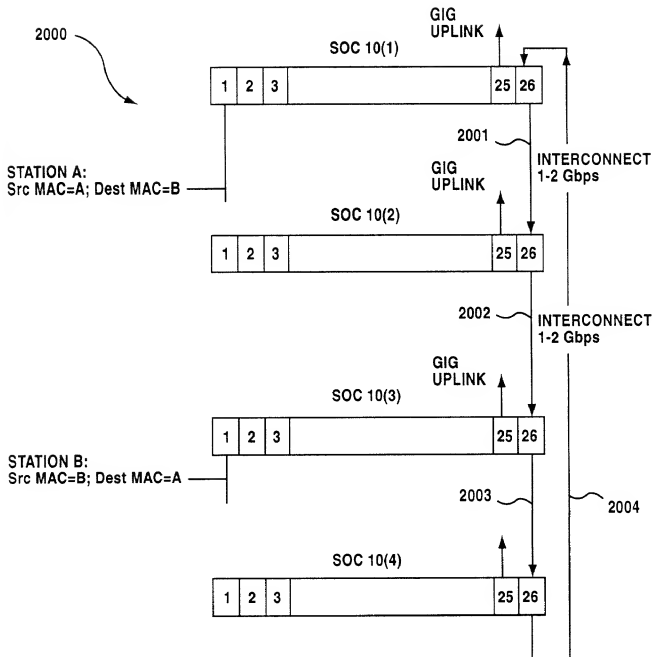 2000
GIG
UPLINK
SOC 10(1)
1 2 3 25 26
2001
INTERCONNECT
1-2 Gbps
STATION A:
Src MAC=A; Dest MAC=B
GIG
UPLINK
SOC 10(2)
1 2 3 25 26
2002
INTERCONNECT
1-2 Gbps
GIG
UPLINK
SOC 10(3)
1 2 3 25 26
STATION B:
Src MAC=B; Dest MAC=A
2003
2004
SOC 10(4)
1 2 3 25 26